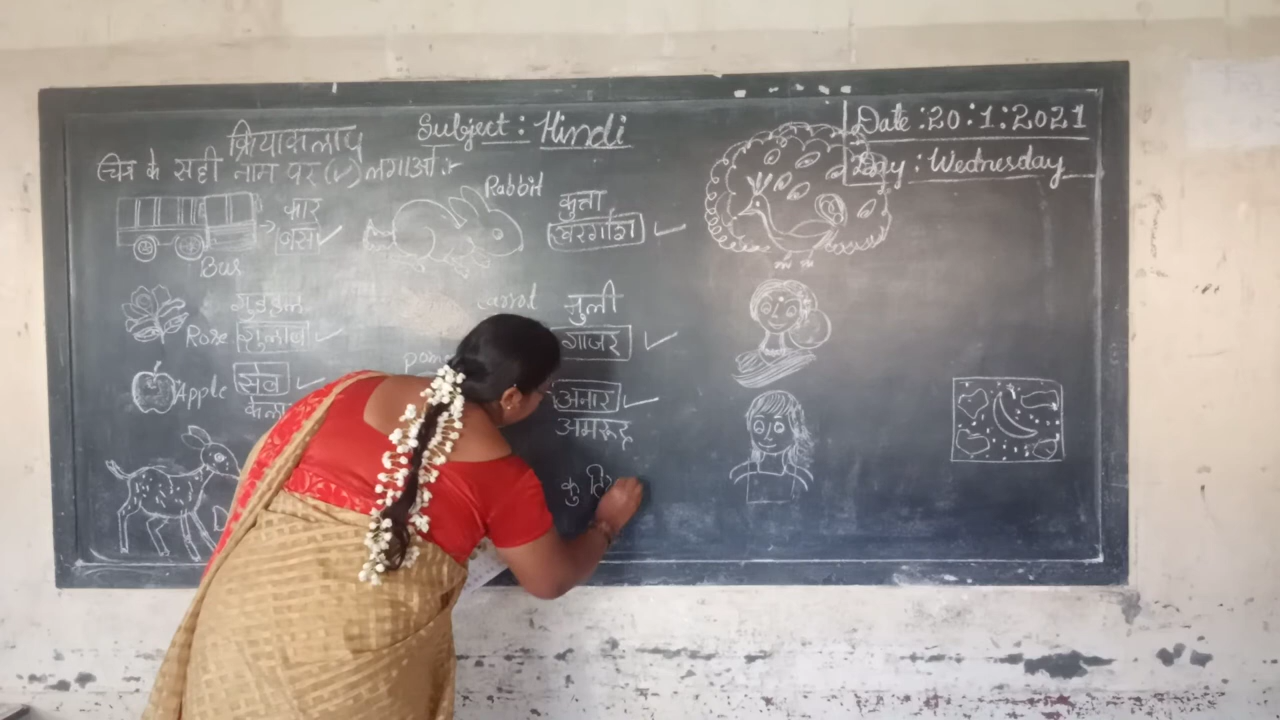 Subject : Hindi
Date : 20 : 1 : 2021
Day : Wednesday
क्रियाकलाप
चित्र के सही नाम पर (✓) लगाओ :-
कार
बस ✓
Bus
Rabbit
कुत्ता
खरगोश ✓
गुड़हल
Rose गुलाब ✓
carrot
मुली
गाजर ✓
Apple सेब ✓
केला
pom
अनार ✓
अमरूद
कु